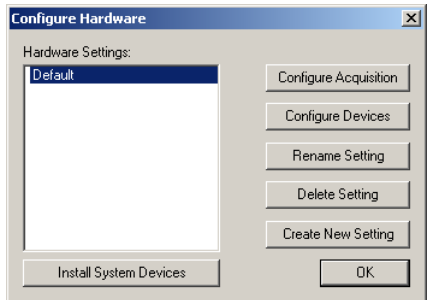 Configure Hardware
Hardware Settings:
Default
Configure Acquisition
Configure Devices
Rename Setting
Delete Setting
Create New Setting
Install System Devices
OK